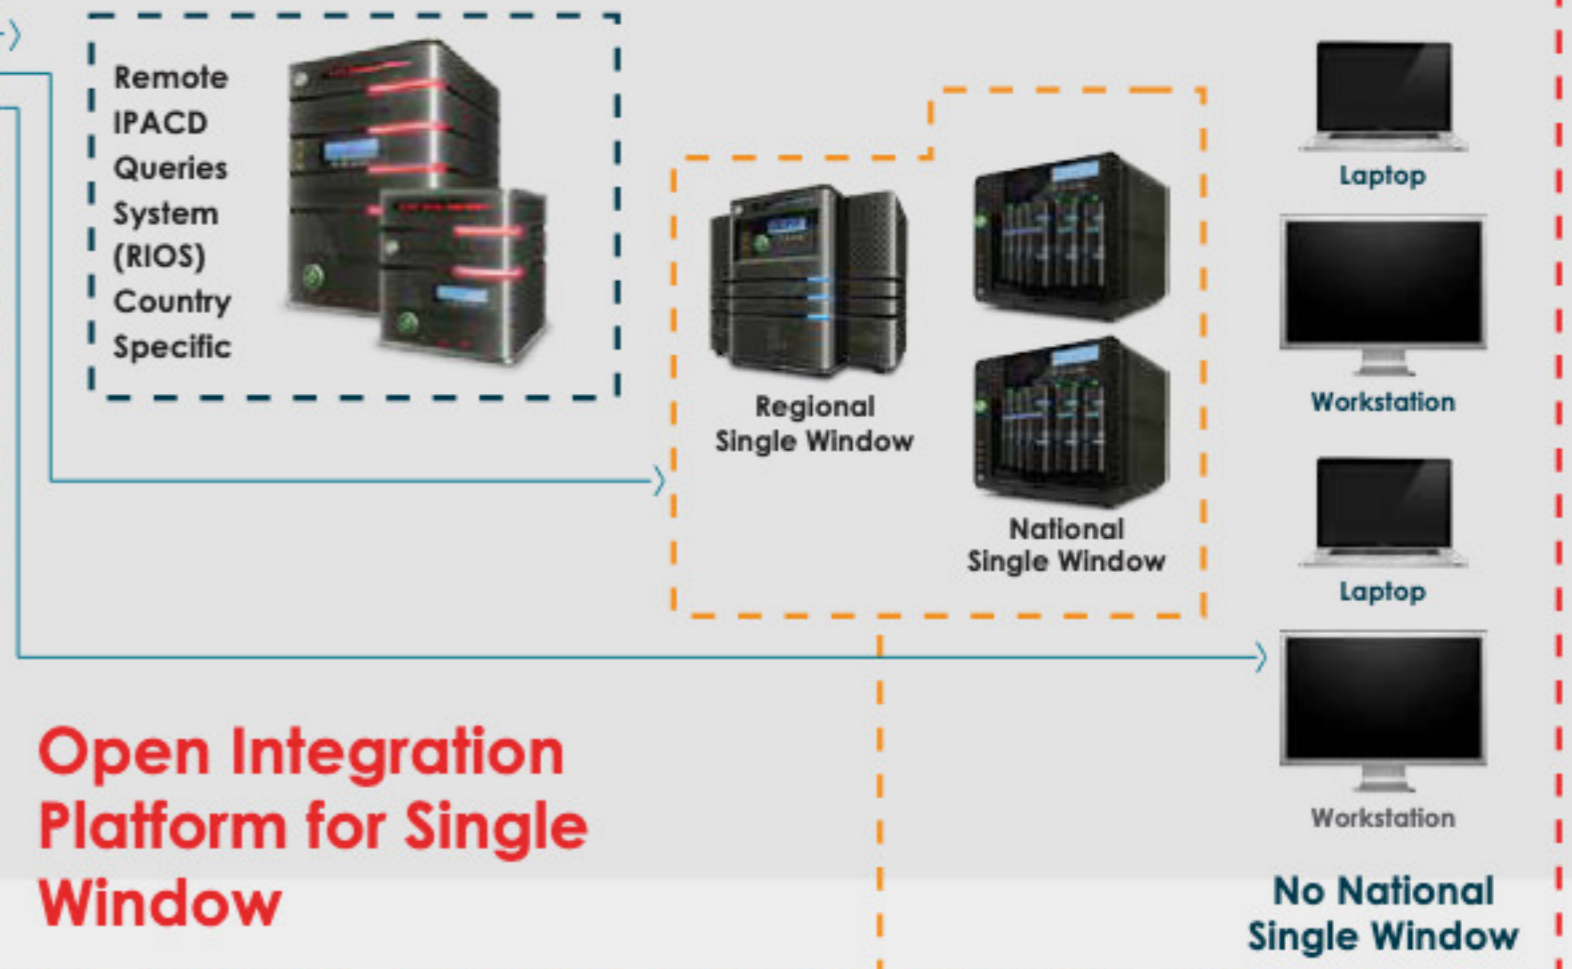 Remote
IPACD
Queries
System
(RIOS)
Country
Specific
Regional
Single Window
National
Single Window
Laptop
Workstation
Laptop
Workstation
No National
Single Window
Open Integration
Platform for Single
Window